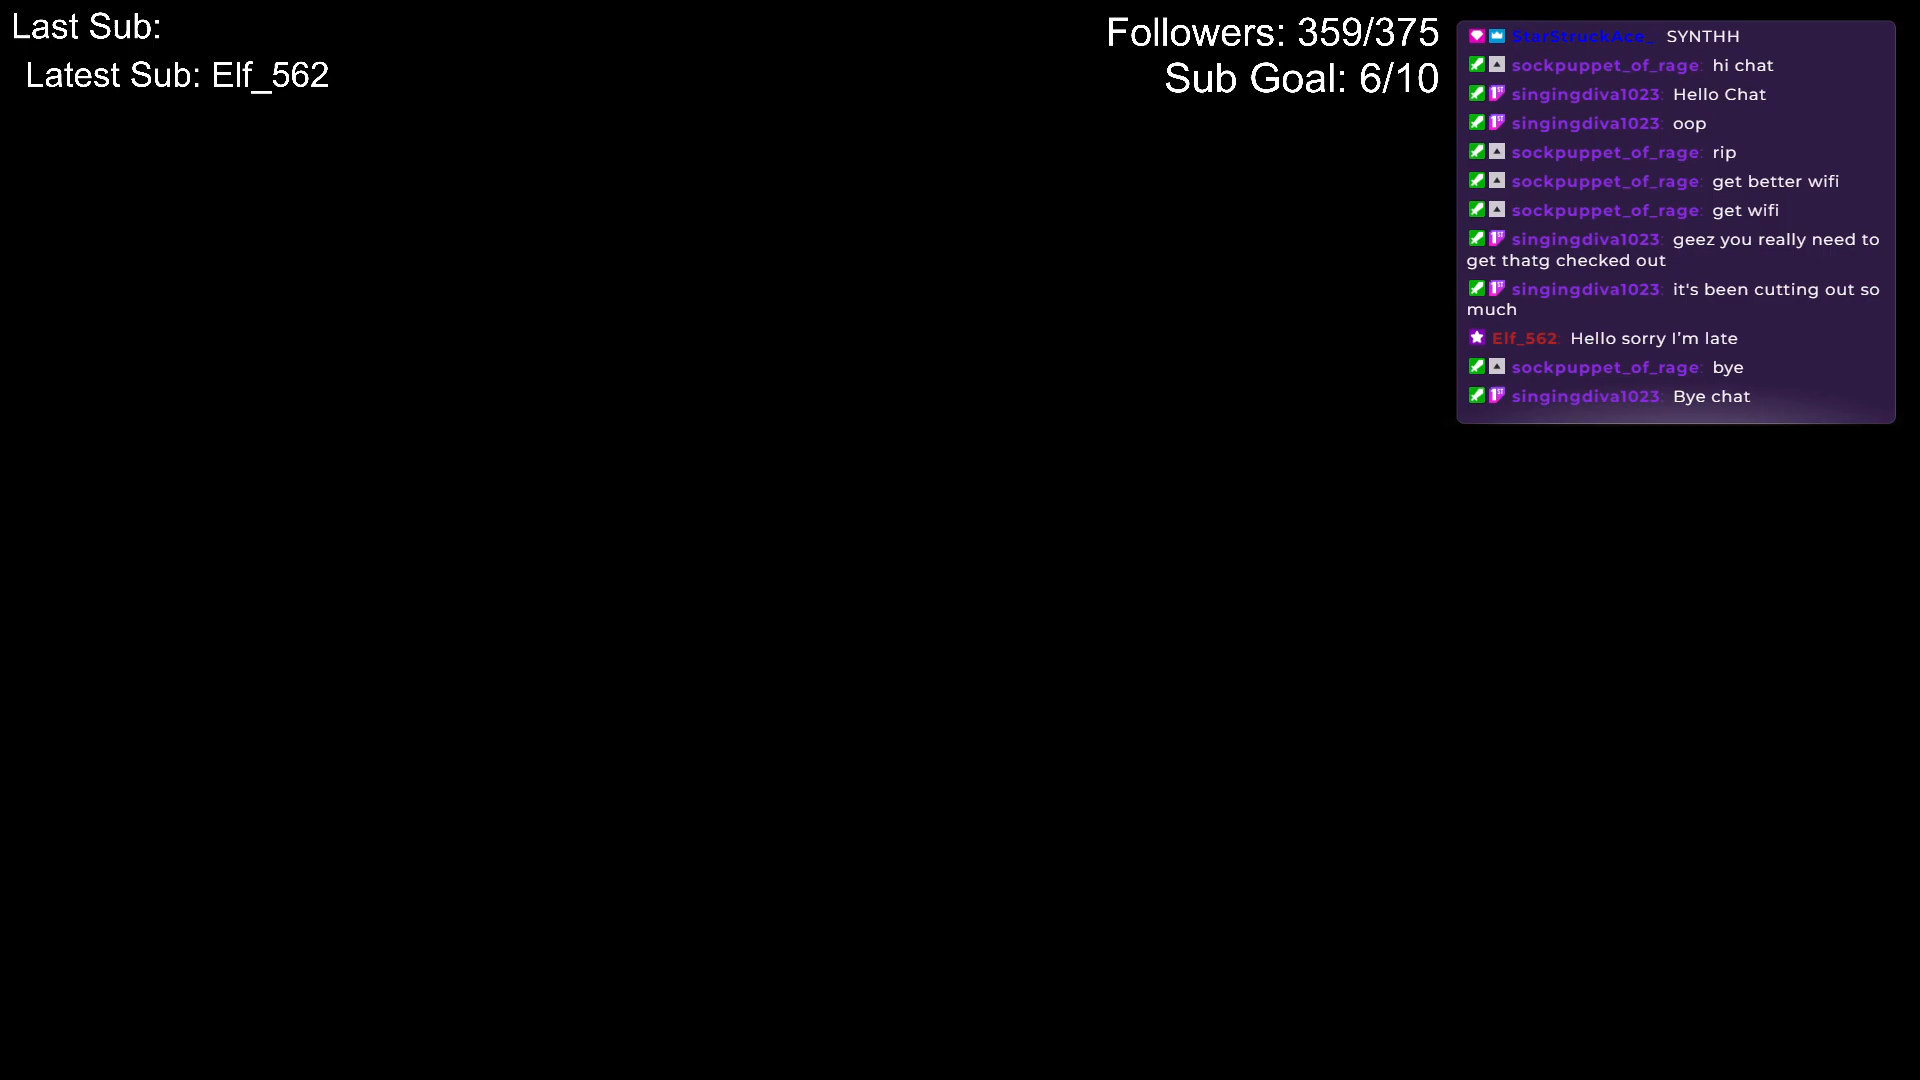 Last Sub:
Latest Sub: Elf_562
Followers: 359/375
Sub Goal: 6/10
StarStruckAce_ SYNTHH
sockpuppet_of_rage: hi chat
singingdiva1023: Hello Chat
singingdiva1023: oop
sockpuppet_of_rage: rip
sockpuppet_of_rage: get better wifi
sockpuppet_of_rage: get wifi
singingdiva1023: geez you really need to
get thatg checked out
singingdiva1023: it's been cutting out so
much
Elf_562: Hello sorry I'm late
sockpuppet_of_rage: bye
singingdiva1023: Bye chat